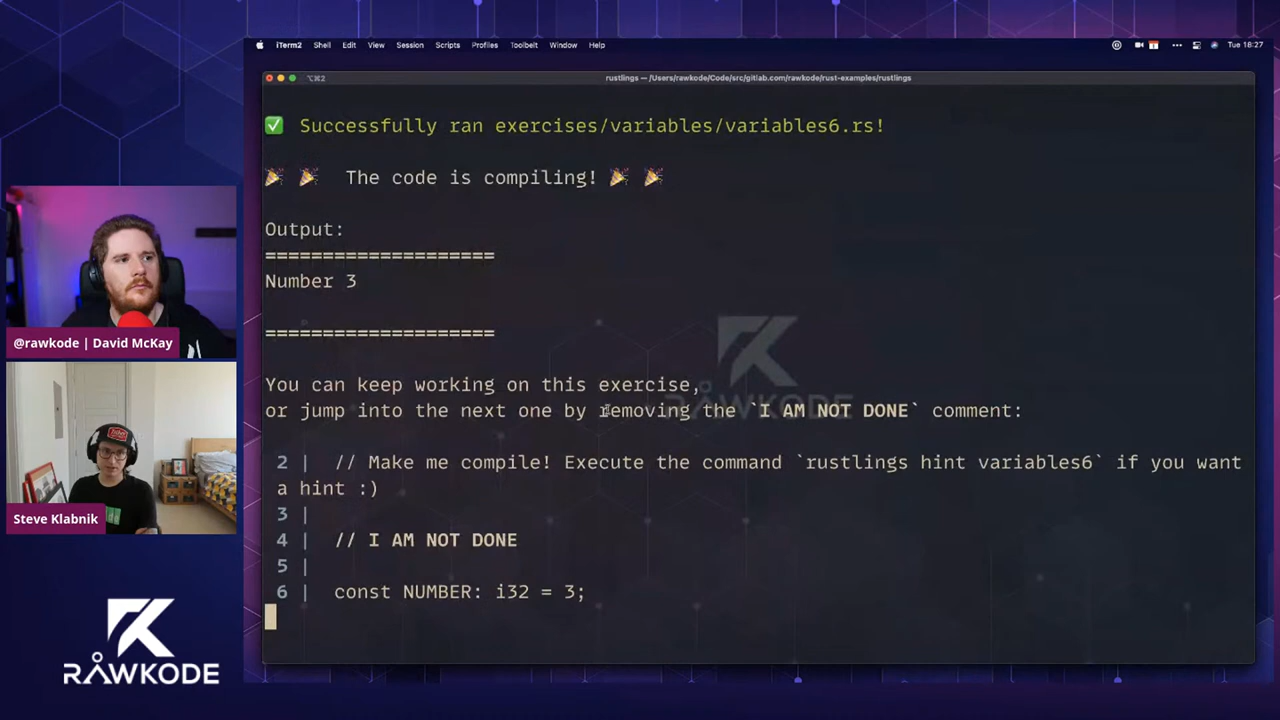 iTerm2 Shell Edit View Session Scripts Profiles Toolbelt Window Help
Tue 18:27
⌥⌘2
rustlings — /Users/rawkode/Code/src/gitlab.com/rawkode/rust-examples/rustlings
✅ Successfully ran exercises/variables/variables6.rs!
🎉 🎉 The code is compiling! 🎉 🎉
Output:
====================
Number 3
====================
You can keep working on this exercise,
or jump into the next one by removing the `I AM NOT DONE` comment:
2 | // Make me compile! Execute the command `rustlings hint variables6` if you want
a hint :)
3 |
4 | // I AM NOT DONE
5 |
6 | const NUMBER: i32 = 3;
RAWKODE
@rawkode | David McKay
Steve Klabnik
RÅWKODE